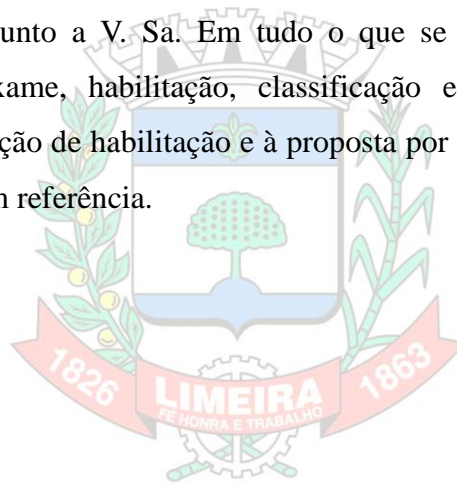 unto a V. Sa. Em tudo o que se
xame, habilitação, classificação e
ção de habilitação e à proposta por
referência.
1826 LIMEIRA 1863
FÉ HONRA E TRABALHO